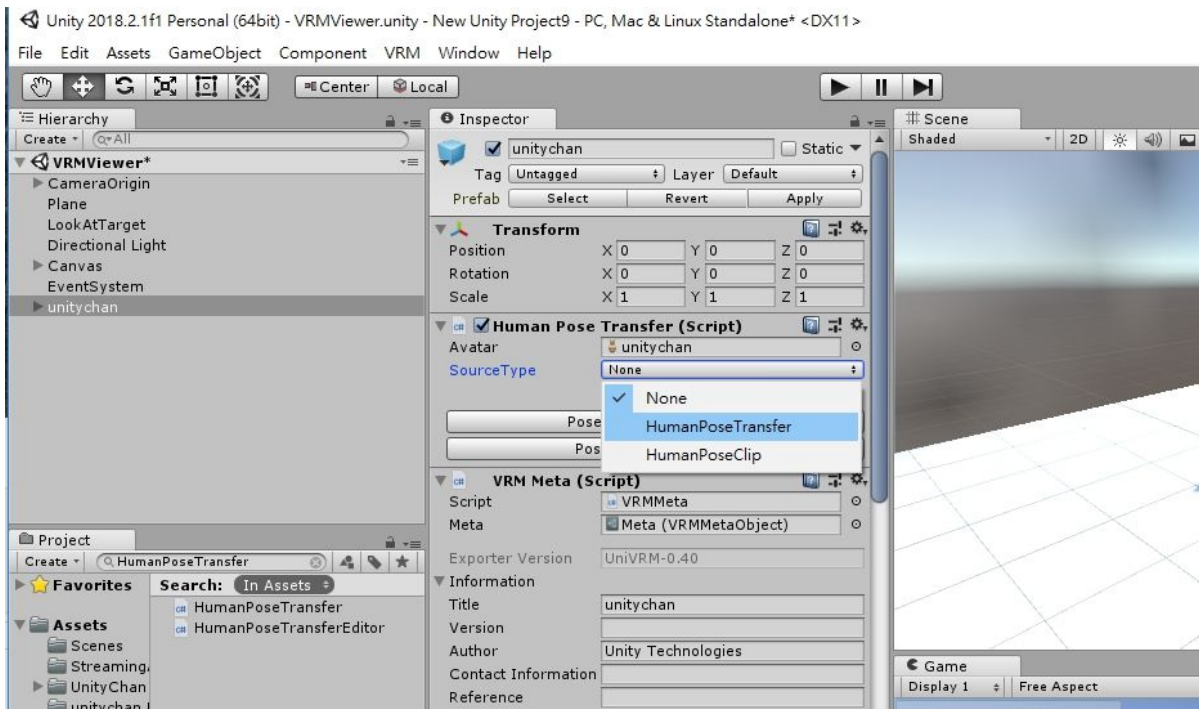 Unity 2018.2.1f1 Personal (64bit) - VRMViewer.unity - New Unity Project9 - PC, Mac & Linux Standalone* <DX11>
File Edit Assets GameObject Component VRM Window Help
Center Local
Hierarchy
Create All
VRMViewer*
CameraOrigin
Plane
LookAtTarget
Directional Light
Canvas
EventSystem
unitychan
Inspector
unitychan Static
Tag Untagged Layer Default
Prefab Select Revert Apply
Transform
Position X 0 Y 0 Z 0
Rotation X 0 Y 0 Z 0
Scale X 1 Y 1 Z 1
Human Pose Transfer (Script)
Avatar unitychan
SourceType None
None
HumanPoseTransfer
HumanPoseClip
Pose
Pos
VRM Meta (Script)
Script VRMMeta
Meta Meta (VRMMetaObject)
Exporter Version UniVRM-0.40
Information
Title unitychan
Version
Author Unity Technologies
Contact Information
Reference
Project
Create HumanPoseTransfer
Favorites Search: In Assets
HumanPoseTransfer
HumanPoseTransferEditor
Assets
Scenes
Streaming
UnityChan
unitychan
Scene
Shaded 2D
Game
Display 1 Free Aspect